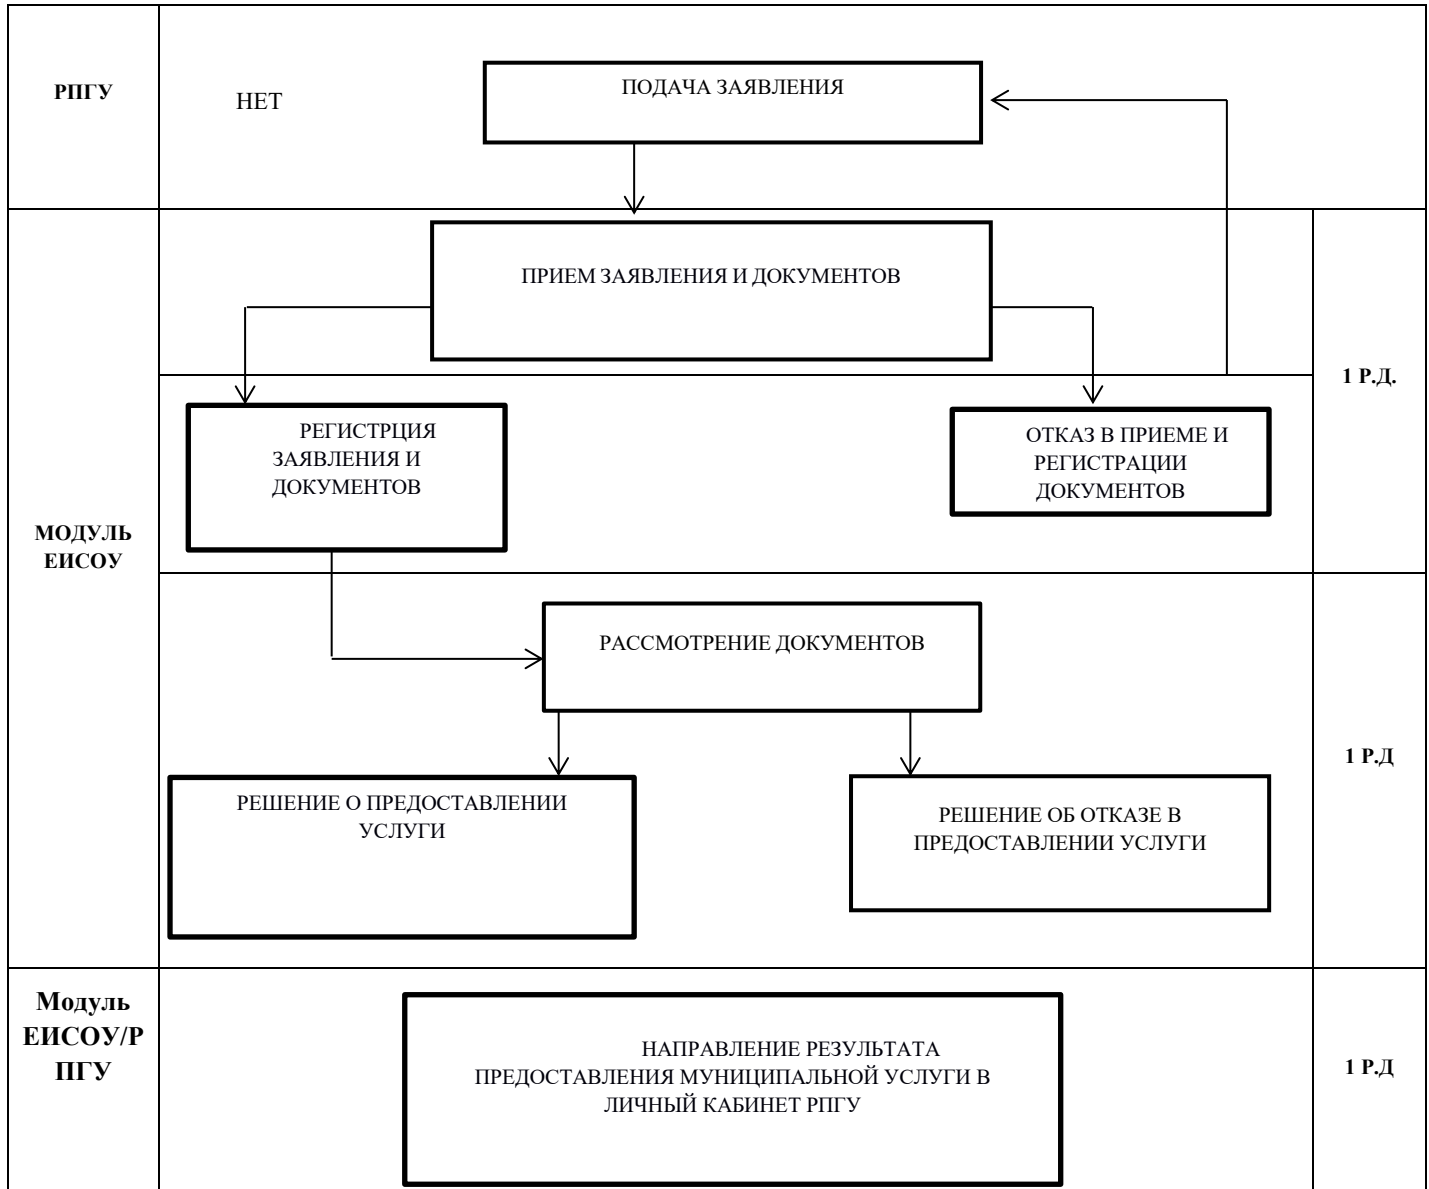 РПГУ
НЕТ
ПОДАЧА ЗАЯВЛЕНИЯ
ПРИЕМ ЗАЯВЛЕНИЯ И ДОКУМЕНТОВ
1 Р.Д.
РЕГИСТРЦИЯ
ЗАЯВЛЕНИЯ И
ДОКУМЕНТОВ
ОТКАЗ В ПРИЕМЕ И
РЕГИСТРАЦИИ
ДОКУМЕНТОВ
МОДУЛЬ
ЕИСОУ
РАССМОТРЕНИЕ ДОКУМЕНТОВ
1 Р.Д
РЕШЕНИЕ О ПРЕДОСТАВЛЕНИИ
УСЛУГИ
РЕШЕНИЕ ОБ ОТКАЗЕ В
ПРЕДОСТАВЛЕНИИ УСЛУГИ
Модуль
ЕИСОУ/Р
ПГУ
НАПРАВЛЕНИЕ РЕЗУЛЬТАТА
ПРЕДОСТАВЛЕНИЯ МУНИЦИПАЛЬНОЙ УСЛУГИ В
ЛИЧНЫЙ КАБИНЕТ РПГУ
1 Р.Д